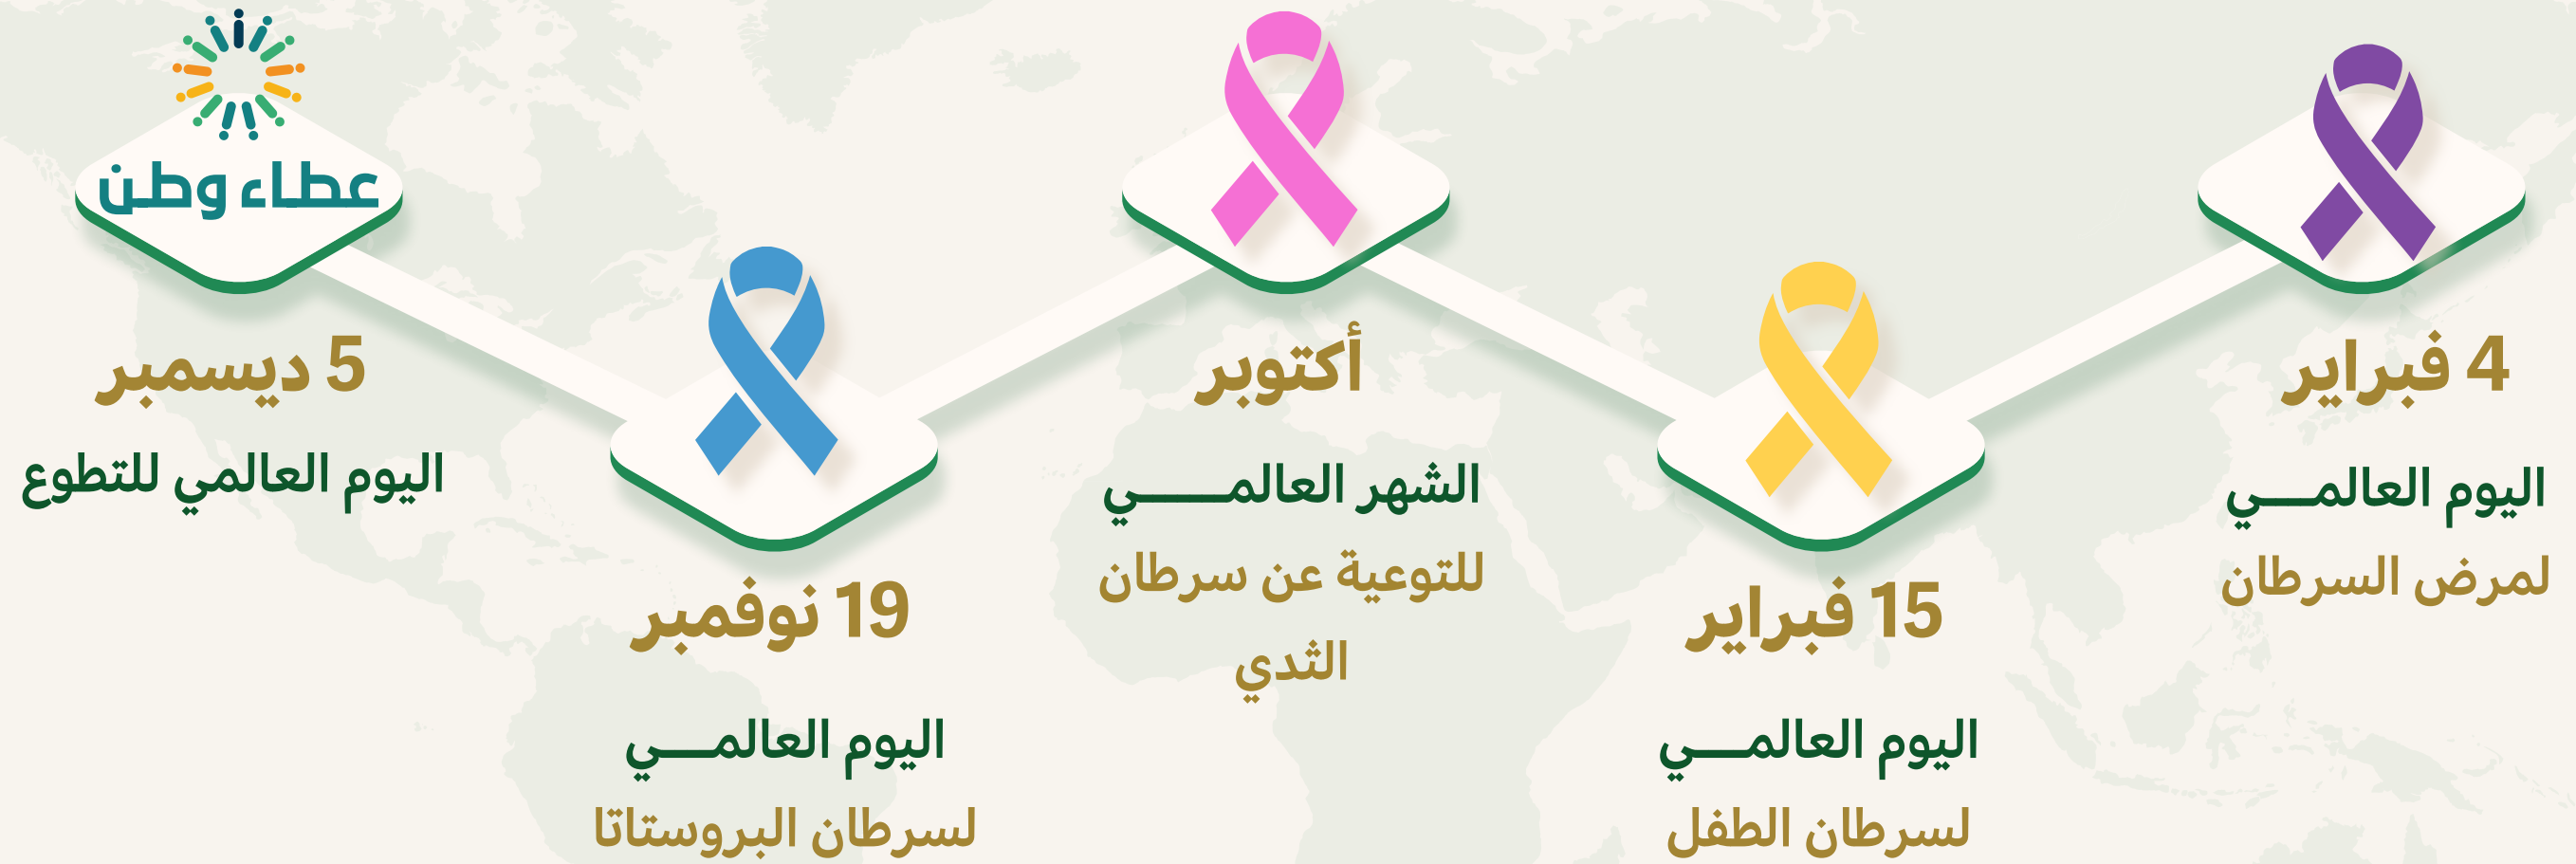 4 فبراير
اليوم العالمـــي
لمرض السرطان
15 فبراير
اليوم العالمـــي
لسرطان الطفل
أكتوبر
الشهر العالمـــــي
للتوعية عن سرطان
الثدي
19 نوفمبر
اليوم العالمـــي
لسرطان البروستاتا
عطاء وطن
5 ديسمبر
اليوم العالمي للتطوع